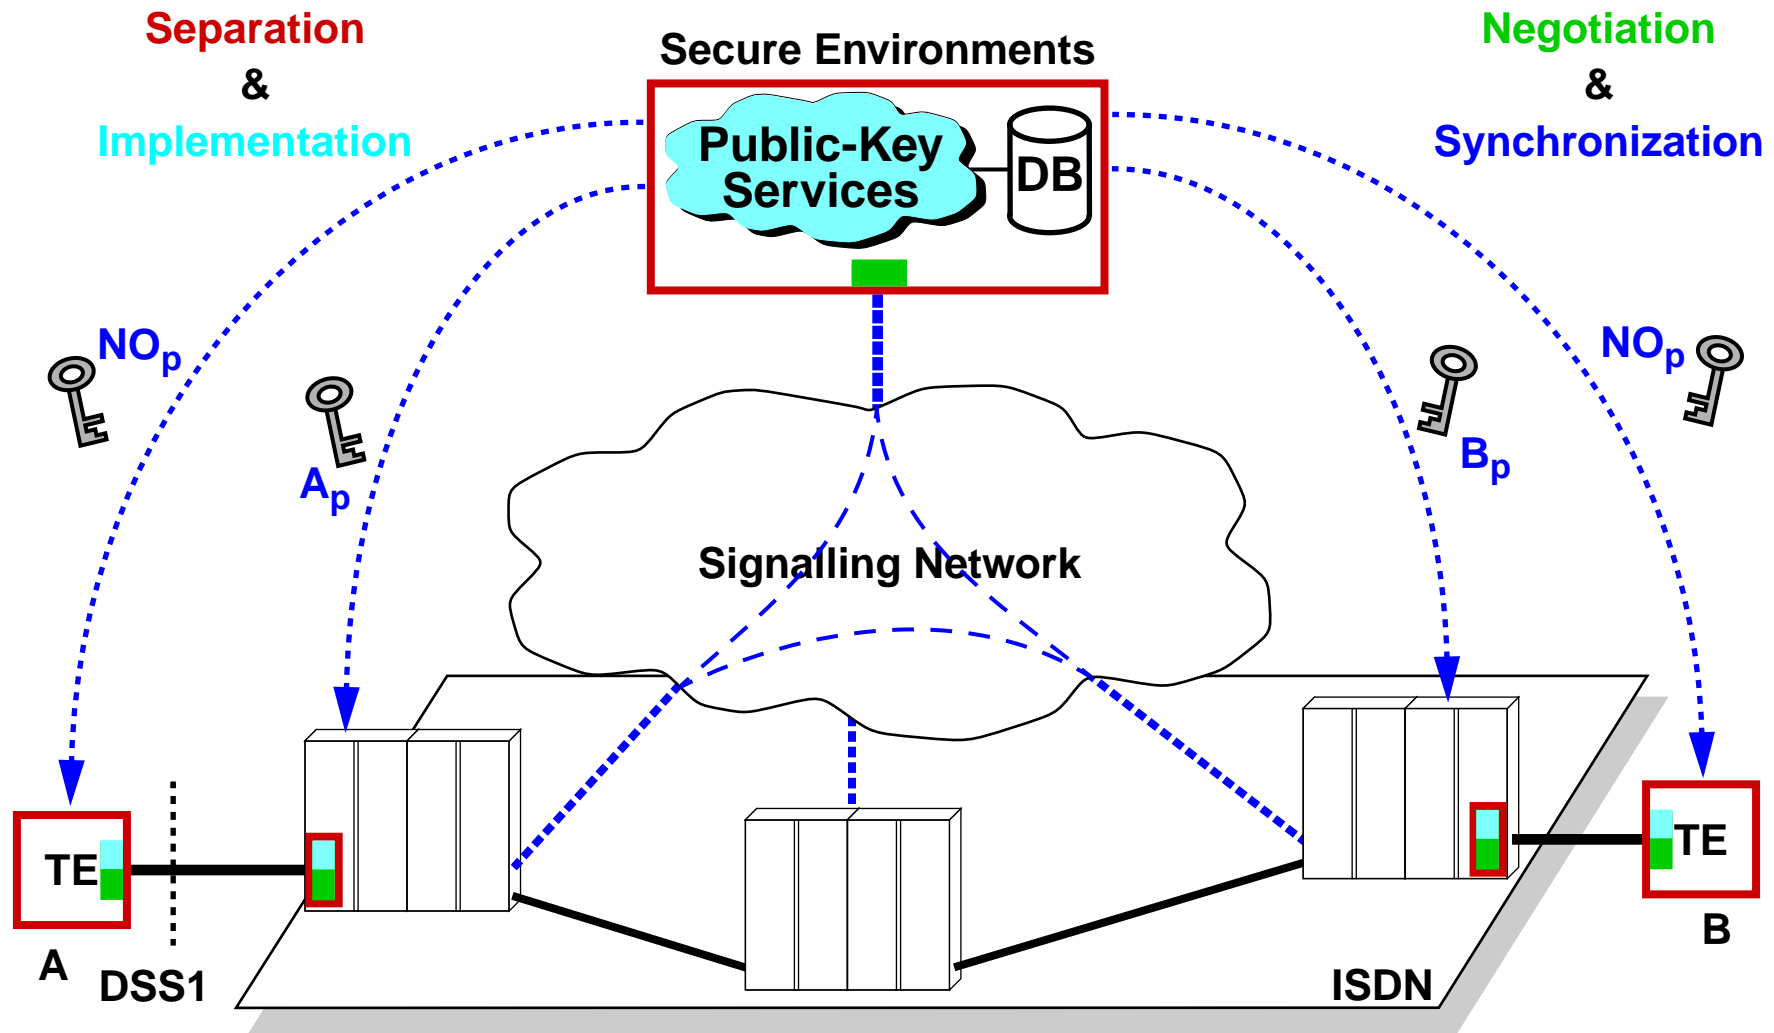 Separation
&
Implementation
Secure Environments
Negotiation
&
Synchronization
Public-Key
Services
DB
NOp
Ap
Bp
NOp
Signalling Network
TE
A
DSS1
ISDN
TE
B